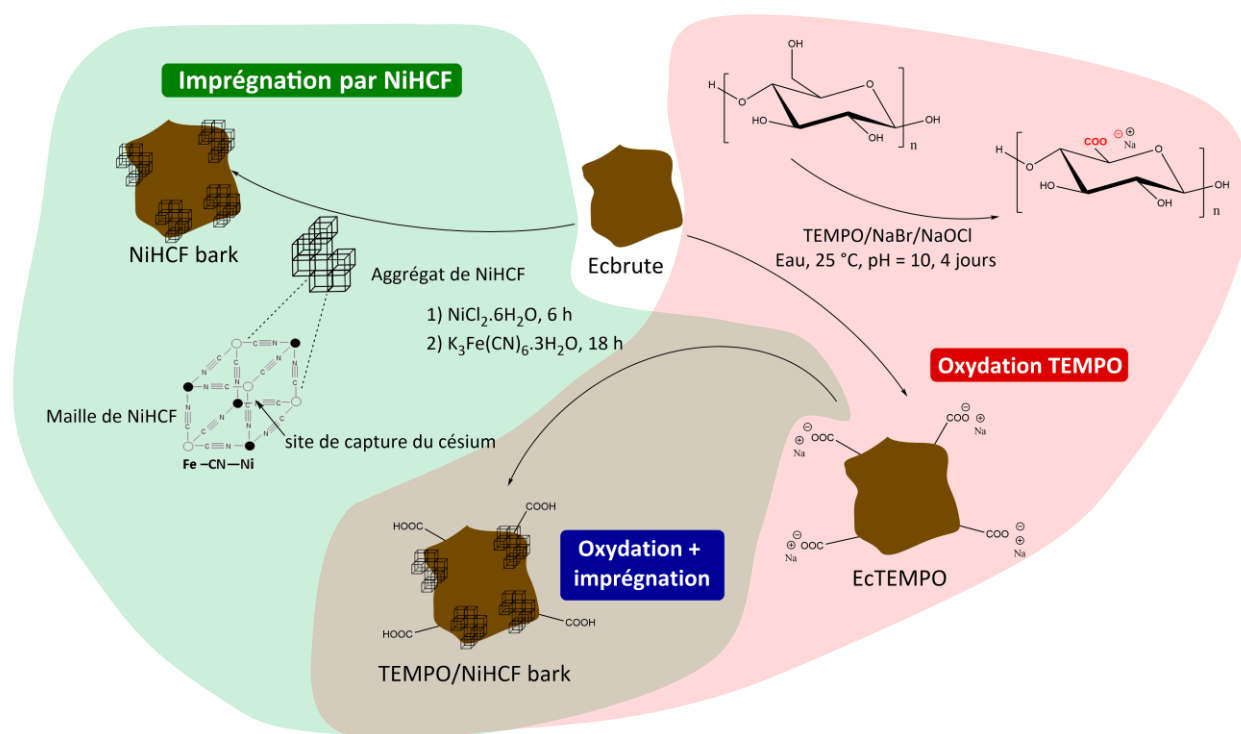 Imprégnation par NiHCF
NiHCF bark
Aggrégat de NiHCF
1) NiCl₂.6H₂O, 6 h
2) K₃Fe(CN)₆.3H₂O, 18 h
Maille de NiHCF
C≡N
N≡C
site de capture du césium
Fe –CN—Ni
Ecbrute
OH
H
O
O
HO
HO
OH
OH
n
H
O
COO ⊖ ⊕
Na
O
HO
HO
OH
OH
n
TEMPO/NaBr/NaOCl
Eau, 25 °C, pH = 10, 4 jours
Oxydation TEMPO
⊖
COO ⊕
Na
⊖
⊕ OOC
Na
⊖
⊕ OOC
Na
⊖
COO ⊕
Na
EcTEMPO
HOOC
COOH
Oxydation +
imprégnation
HOOC
COOH
TEMPO/NiHCF bark